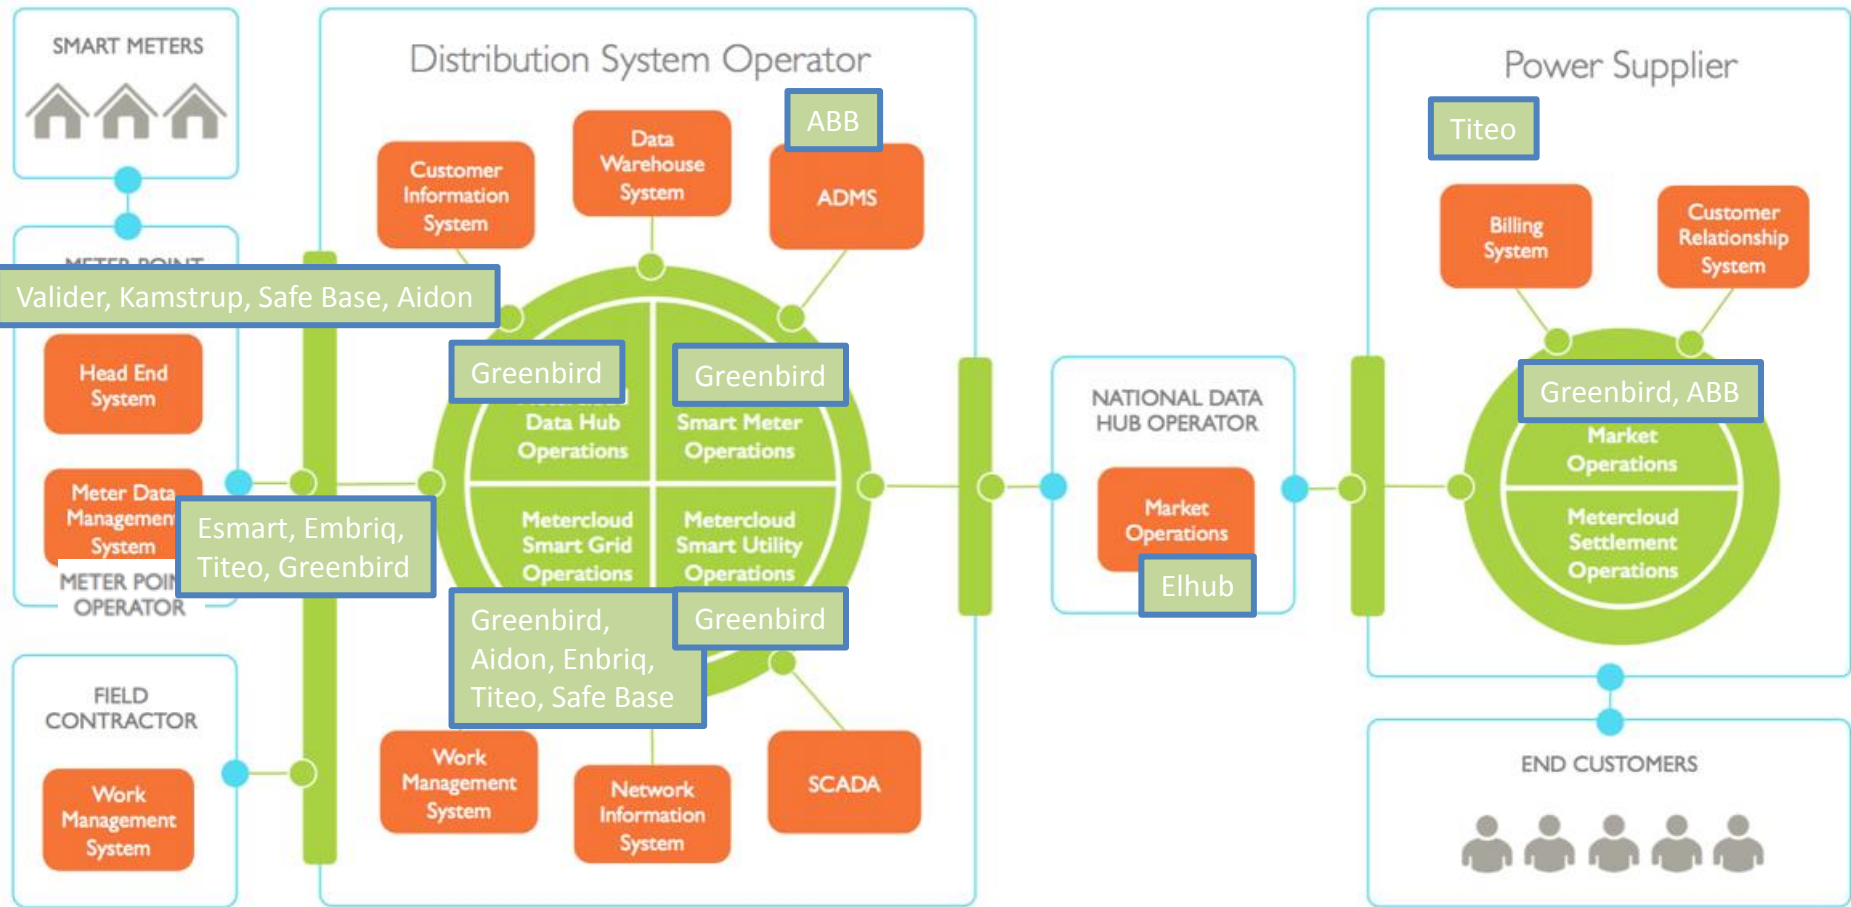 SMART METERS
METER POINT
Valider, Kamstrup, Safe Base, Aidon
Head End
System
Meter Data
Management
System
METER POINT
OPERATOR
Esmart, Embriq,
Titeo, Greenbird
FIELD
CONTRACTOR
Work
Management
System
Distribution System Operator
Customer
Information
System
Data
Warehouse
System
ABB
ADMS
Greenbird
Data Hub
Operations
Greenbird
Smart Meter
Operations
Metercloud
Smart Grid
Operations
Metercloud
Smart Utility
Operations
Greenbird,
Aidon, Enbriq,
Titeo, Safe Base
Greenbird
Work
Management
System
Network
Information
System
SCADA
NATIONAL DATA
HUB OPERATOR
Market
Operations
Elhub
Power Supplier
Titeo
Billing
System
Customer
Relationship
System
Greenbird, ABB
Market
Operations
Metercloud
Settlement
Operations
END CUSTOMERS